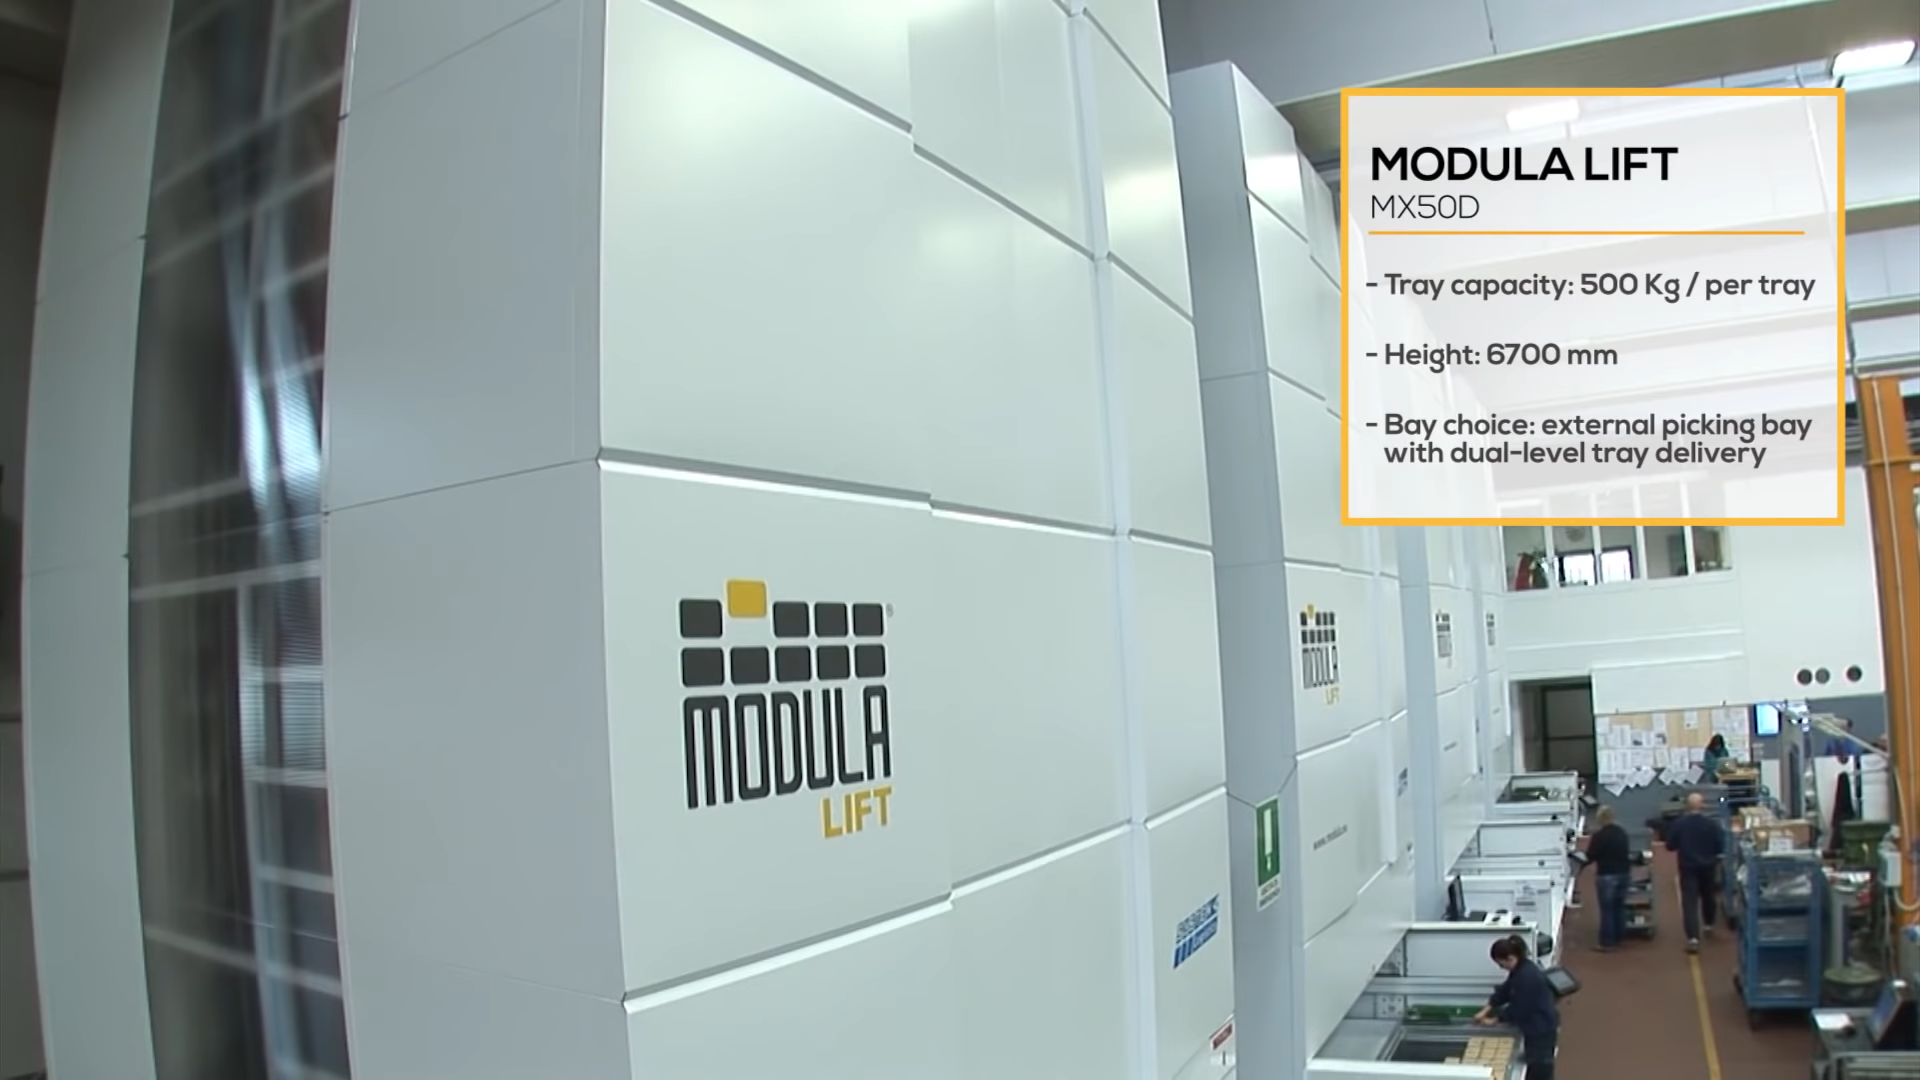 MODULA LIFT
MX50D
- Tray capacity: 500 Kg / per tray
- Height: 6700 mm
- Bay choice: external picking bay
with dual-level tray delivery
MODULA
LIFT
MODULA
LIFT
MODULA